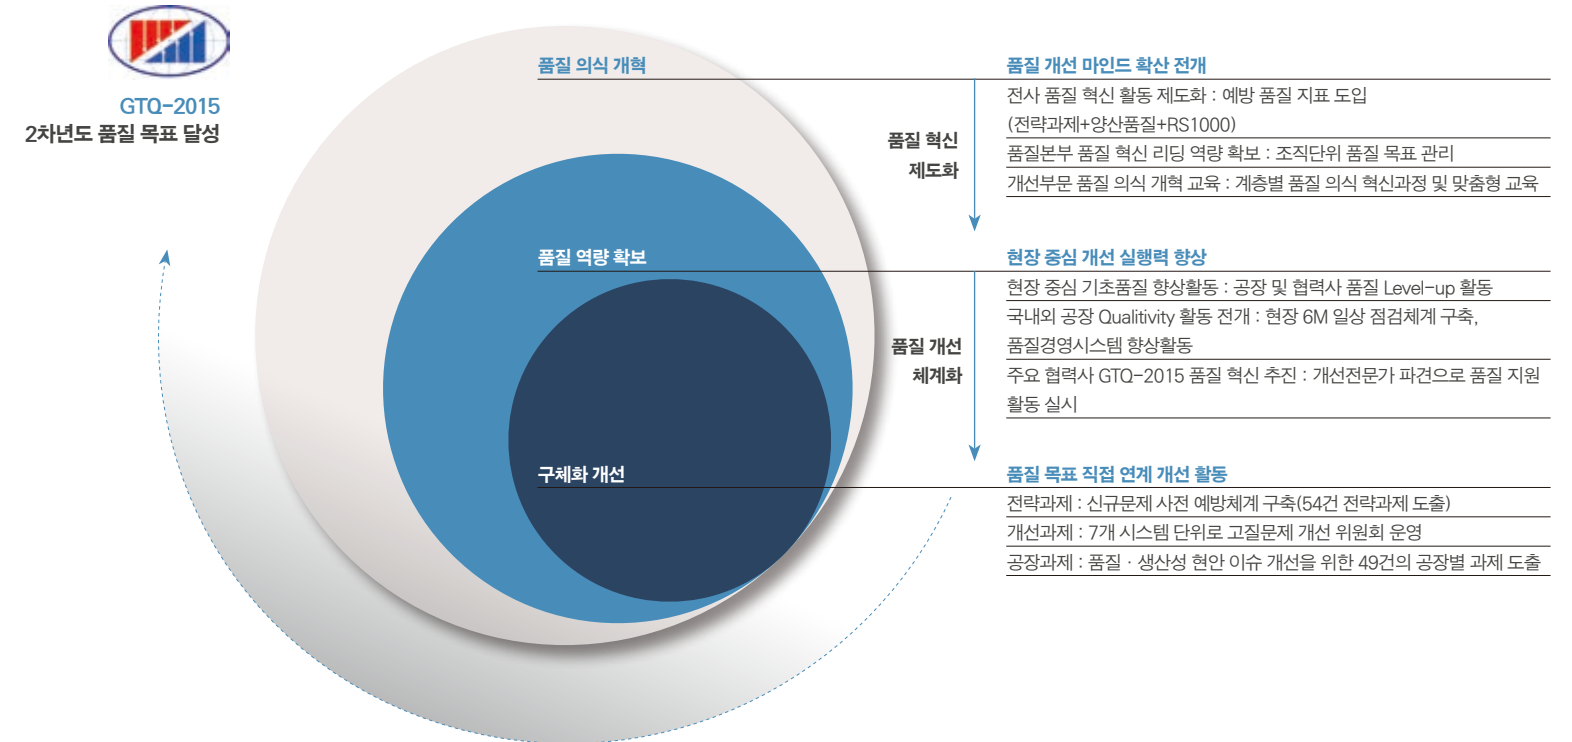 GTQ-2015
2차년도 품질 목표 달성
품질 의식 개혁
품질 개선 마인드 확산 전개
전사 품질 혁신 활동 제도화 : 예방 품질 지표 도입
(전략과제+양산품질+RS1000)
품질본부 품질 혁신 리딩 역량 확보 : 조직단위 품질 목표 관리
개선부문 품질 의식 개혁 교육 : 계층별 품질 의식 혁신과정 및 맞춤형 교육
품질 혁신
제도화
품질 역량 확보
현장 중심 개선 실행력 향상
현장 중심 기초품질 향상활동 : 공장 및 협력사 품질 Level-up 활동
국내외 공장 Qualitivity 활동 전개 : 현장 6M 일상 점검체계 구축,
품질경영시스템 향상활동
주요 협력사 GTQ-2015 품질 혁신 추진 : 개선전문가 파견으로 품질 지원
활동 실시
품질 개선
체계화
구체화 개선
품질 목표 직접 연계 개선 활동
전략과제 : 신규문제 사전 예방체계 구축(54건 전략과제 도출)
개선과제 : 7개 시스템 단위로 고질문제 개선 위원회 운영
공장과제 : 품질 · 생산성 현안 이슈 개선을 위한 49건의 공장별 과제 도출